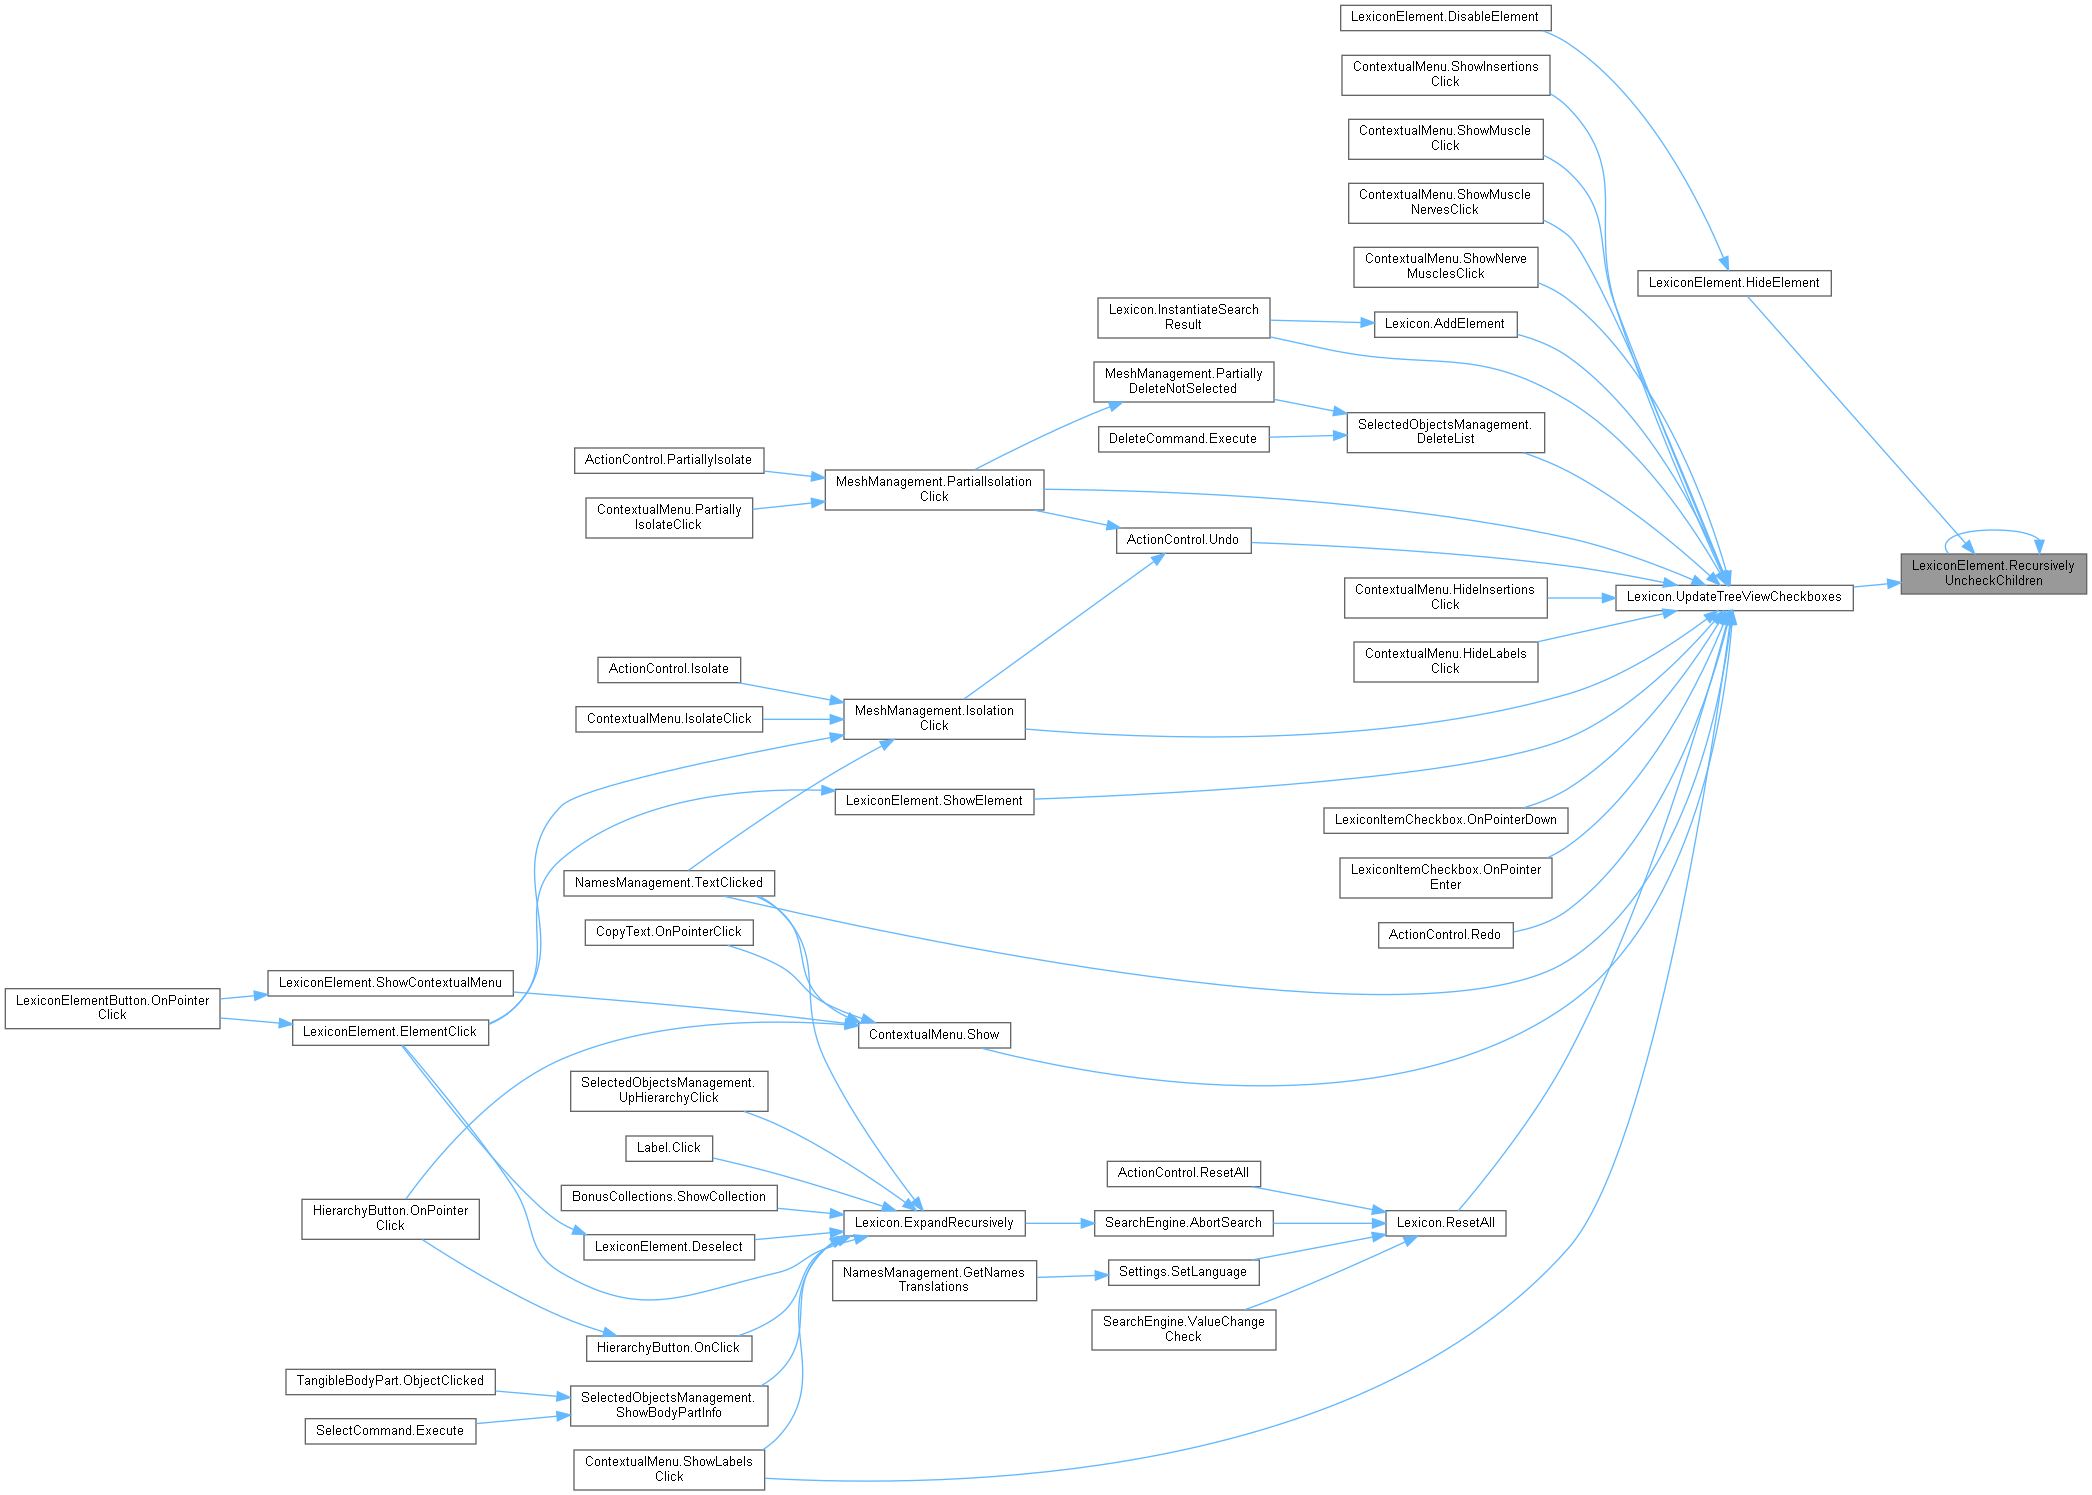 LexiconElement.DisableElement
ContextualMenu.ShowInsertions
Click
ContextualMenu.ShowMuscle
Click
ContextualMenu.ShowMuscle
NervesClick
ContextualMenu.ShowNerve
MusclesClick
LexiconElement.HideElement
Lexicon.InstantiateSearch
Result
Lexicon.AddElement
MeshManagement.Partially
DeleteNotSelected
SelectedObjectsManagement.
DeleteList
DeleteCommand.Execute
ActionControl.PartiallyIsolate
MeshManagement.PartialIsolation
Click
ContextualMenu.Partially
IsolateClick
ActionControl.Undo
LexiconElement.Recursively
UncheckChildren
ContextualMenu.HideInsertions
Click
Lexicon.UpdateTreeViewCheckboxes
ContextualMenu.HideLabels
Click
ActionControl.Isolate
MeshManagement.Isolation
Click
ContextualMenu.IsolateClick
LexiconElement.ShowElement
LexiconItemCheckbox.OnPointerDown
LexiconItemCheckbox.OnPointer
Enter
NamesManagement.TextClicked
CopyText.OnPointerClick
ActionControl.Redo
LexiconElement.ShowContextualMenu
LexiconElementButton.OnPointer
Click
LexiconElement.ElementClick
ContextualMenu.Show
SelectedObjectsManagement.
UpHierarchyClick
Label.Click
ActionControl.ResetAll
BonusCollections.ShowCollection
HierarchyButton.OnPointer
Click
Lexicon.ExpandRecursively
SearchEngine.AbortSearch
Lexicon.ResetAll
LexiconElement.Deselect
NamesManagement.GetNames
Translations
Settings.SetLanguage
SearchEngine.ValueChange
Check
HierarchyButton.OnClick
TangibleBodyPart.ObjectClicked
SelectedObjectsManagement.
ShowBodyPartInfo
SelectCommand.Execute
ContextualMenu.ShowLabels
Click